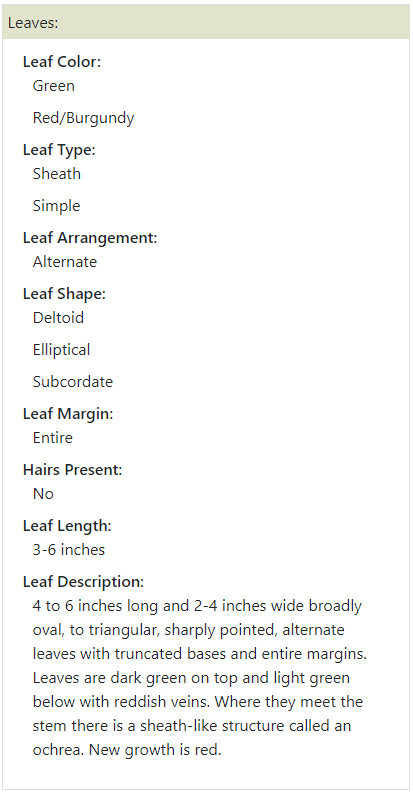 Leaves:
Leaf Color:
Green
Red/Burgundy
Leaf Type:
Sheath
Simple
Leaf Arrangement:
Alternate
Leaf Shape:
Deltoid
Elliptical
Subcordate
Leaf Margin:
Entire
Hairs Present:
No
Leaf Length:
3-6 inches
Leaf Description:
4 to 6 inches long and 2-4 inches wide broadly
oval, to triangular, sharply pointed, alternate
leaves with truncated bases and entire margins.
Leaves are dark green on top and light green
below with reddish veins. Where they meet the
stem there is a sheath-like structure called an
ochrea. New growth is red.